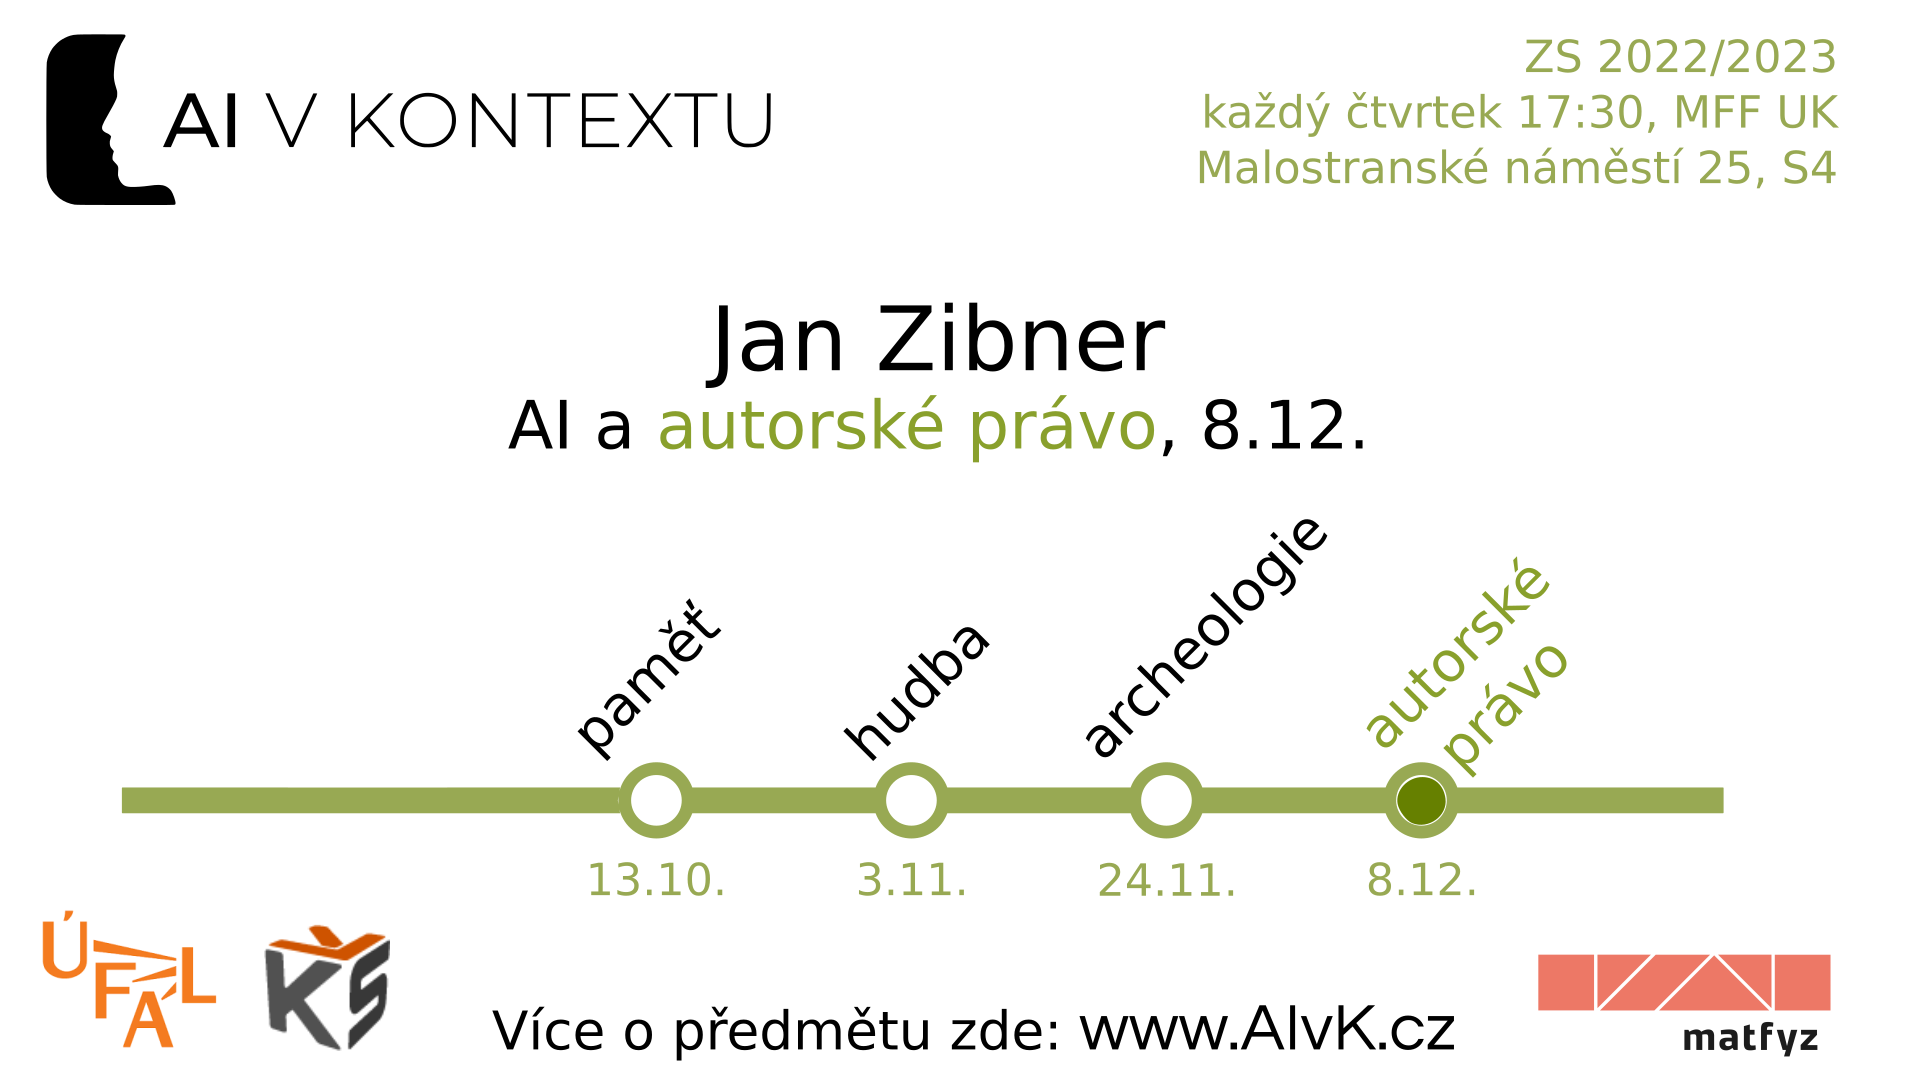 AI V KONTEXTU
ZS 2022/2023
každý čtvrtek 17:30, MFF UK
Malostranské náměstí 25, S4
Jan Zibner
AI a autorské právo, 8.12.
paměť
hudba
archeologie
autorské
právo
13.10.
3.11.
24.11.
8.12.
ÚFAL
KŠ
Více o předmětu zde: www.AIvK.cz
matfyz